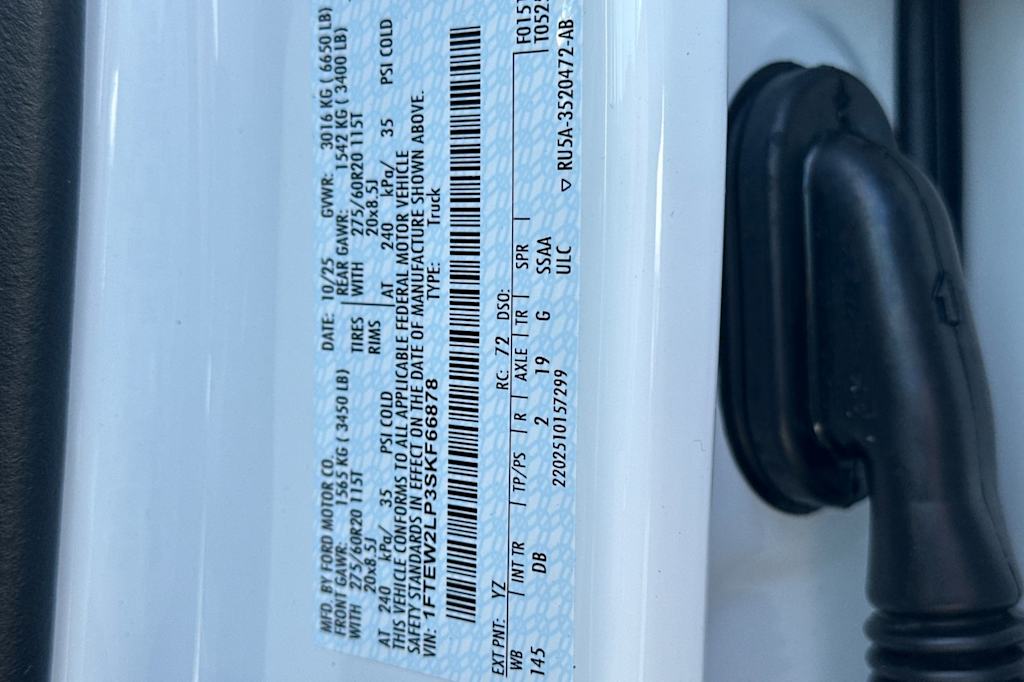 MFD. BY FORD MOTOR CO.
DATE: 10/25 GVWR: 3016 KG ( 6650 LB)
FRONT GAWR: 1565 KG ( 3450 LB)
REAR GAWR: 1542 KG ( 3400 LB)
WITH 275/60R20 115T
TIRES WITH 275/60R20 115T
20x8.5J RIMS 20x8.5J
AT 240 kPa/ 35 PSI COLD
AT 240 kPa/ 35 PSI COLD
THIS VEHICLE CONFORMS TO ALL APPLICABLE FEDERAL MOTOR VEHICLE
SAFETY STANDARDS IN EFFECT ON THE DATE OF MANUFACTURE SHOWN ABOVE.
VIN: 1FTEW2LP3SKF66878 TYPE: Truck
EXT PNT: YZ RC: 72 DSO: F015
WB INT TR TP/PS R AXLE TR SPR T052
145 DB 2 19 G SSAA
2202510157299 ULC ▽ RU5A-3520472-AB